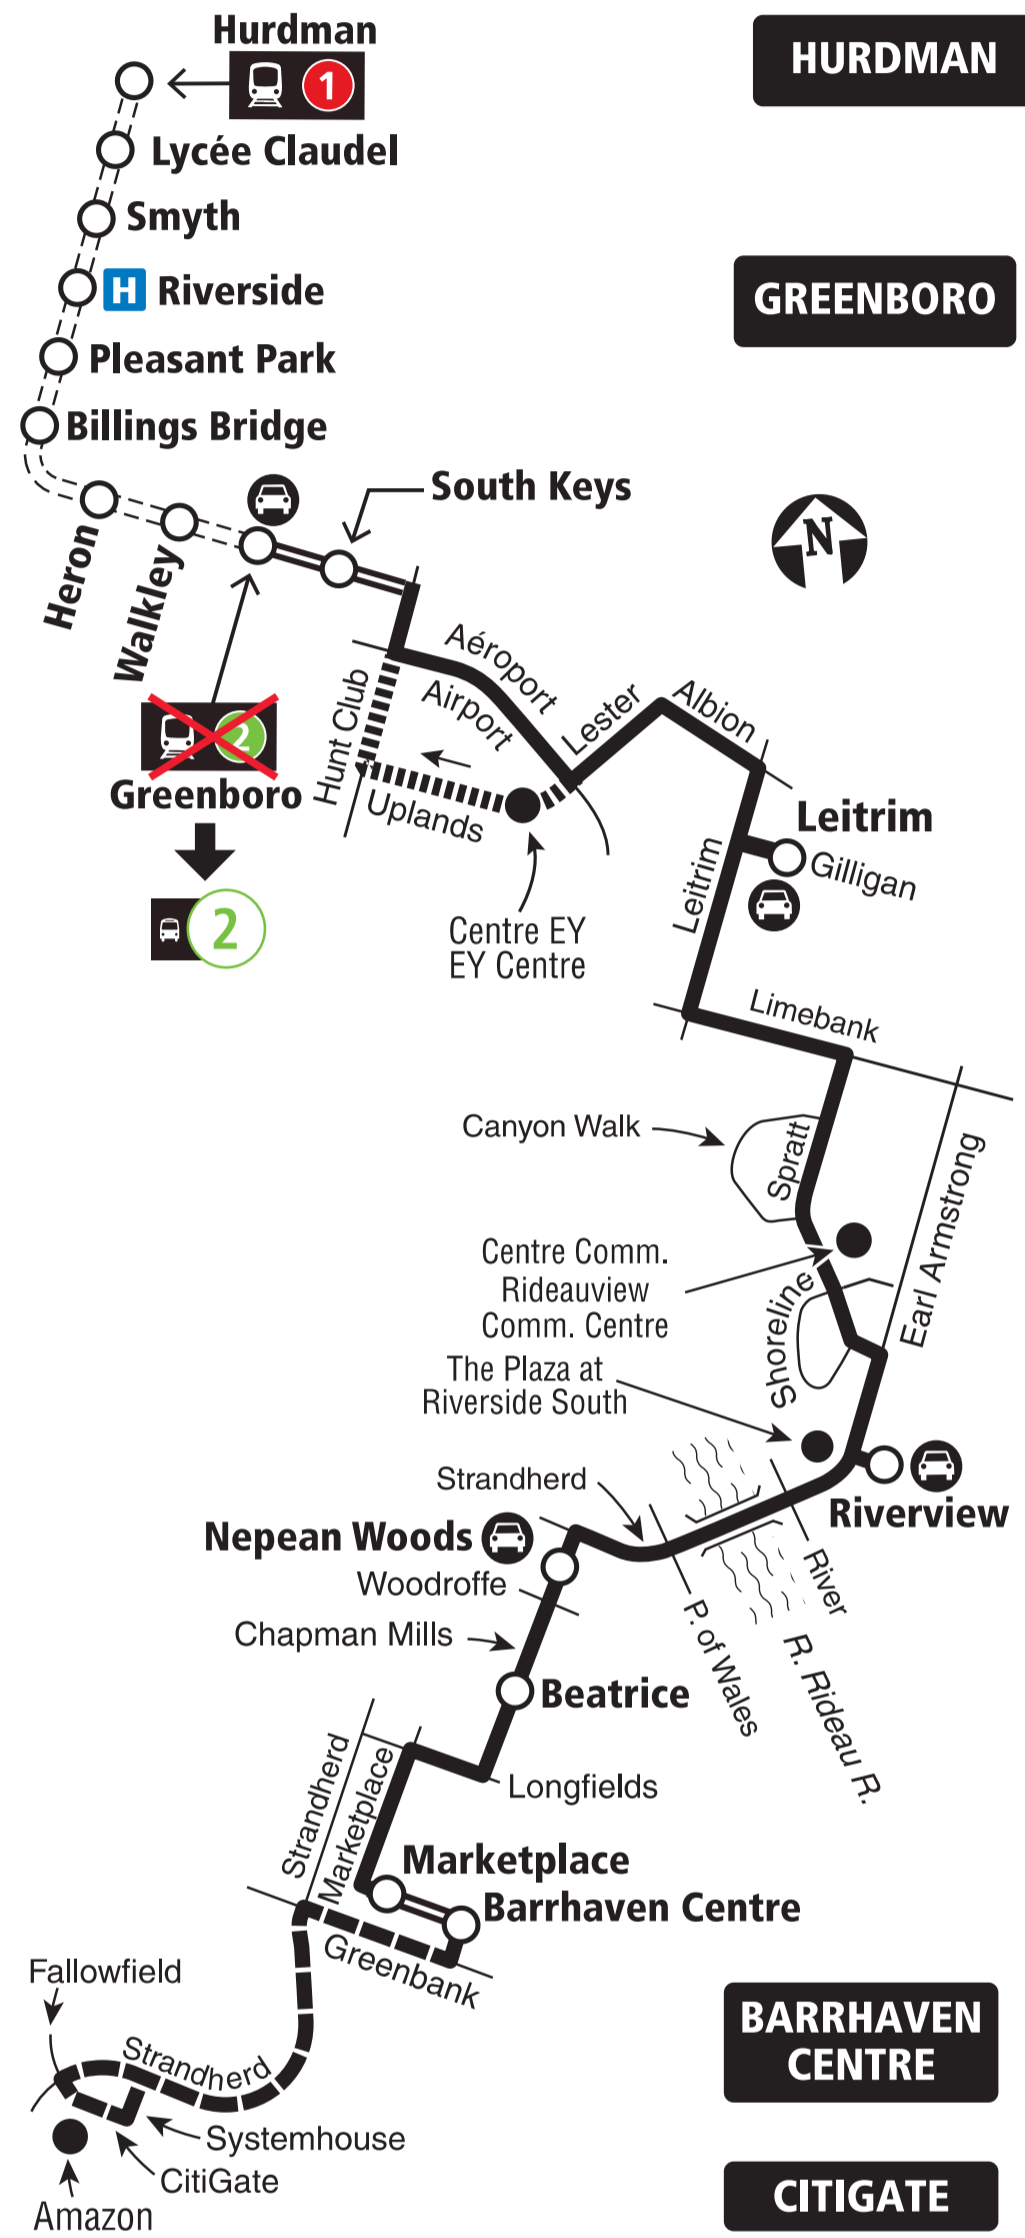 Hurdman
1
HURDMAN
Lycée Claudel
Smyth
H Riverside
GREENBORO
Pleasant Park
Billings Bridge
South Keys
N
Heron
Walkley
Hunt Club
Aéroport
Airport
Lester
Albion
2
Greenboro
Uplands
Leitrim
Gilligan
Leitrim
2
Centre EY
EY Centre
Limebank
Canyon Walk
Spratt
Earl Armstrong
Centre Comm.
Rideauview
Comm. Centre
Shoreline
The Plaza at
Riverside South
Strandherd
Riverview
Nepean Woods
Woodroffe
River
Chapman Mills
P. of Wales
R. Rideau R.
Beatrice
Strandherd
Marketplace
Longfields
Marketplace
Barrhaven Centre
Greenbank
Fallowfield
BARRHAVEN
CENTRE
Strandherd
Systemhouse
CitiGate
Amazon
CITIGATE